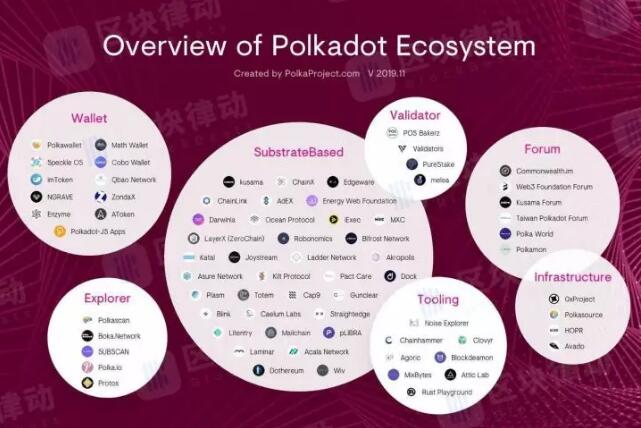 Overview of Polkadot Ecosystem
Created by PolkaProject.com V 2019.11
Wallet
Polkawallet Math Wallet
Speckle OS Cobo Wallet
imToken Qbao Network
NGRAVE ZondaX
Enzyme AToken
Polkadot-JS Apps
SubstrateBased
kusama ChainX Edgeware
ChainLink AdEX Energy Web Foundation
Darwinia Ocean Protocol Exec MXC
LayerX (ZeroChain) Robonomics Bifrost Network
Katal Joystream Ladder Network Akropolis
Asure Network Kilt Protocol Pact Care Dock
Plasm Totem Cap9 Gunclear
Blink Caelum Labs Straightedge
Litentry Mailchain pLIBRA
Laminar Acala Network
Dothereum Wiv
Validator
POS Bakerz
Validators
PureStake
melea
Forum
Commonwealth.im
Web3 Foundation Forum
Kusama Forum
Taiwan Polkadot Forum
Polka World
Polkamon
Explorer
Polkascan
Boka.Network
SUBSCAN
Polka.io
Protos
Tooling
Noise Explorer
Chainhammer Clovyr
Agoric Blockdeamon
MixBytes Attic Lab
Rust Playground
Infrastructure
0xProject
Polkasource
HOPR
Avado
区块律动